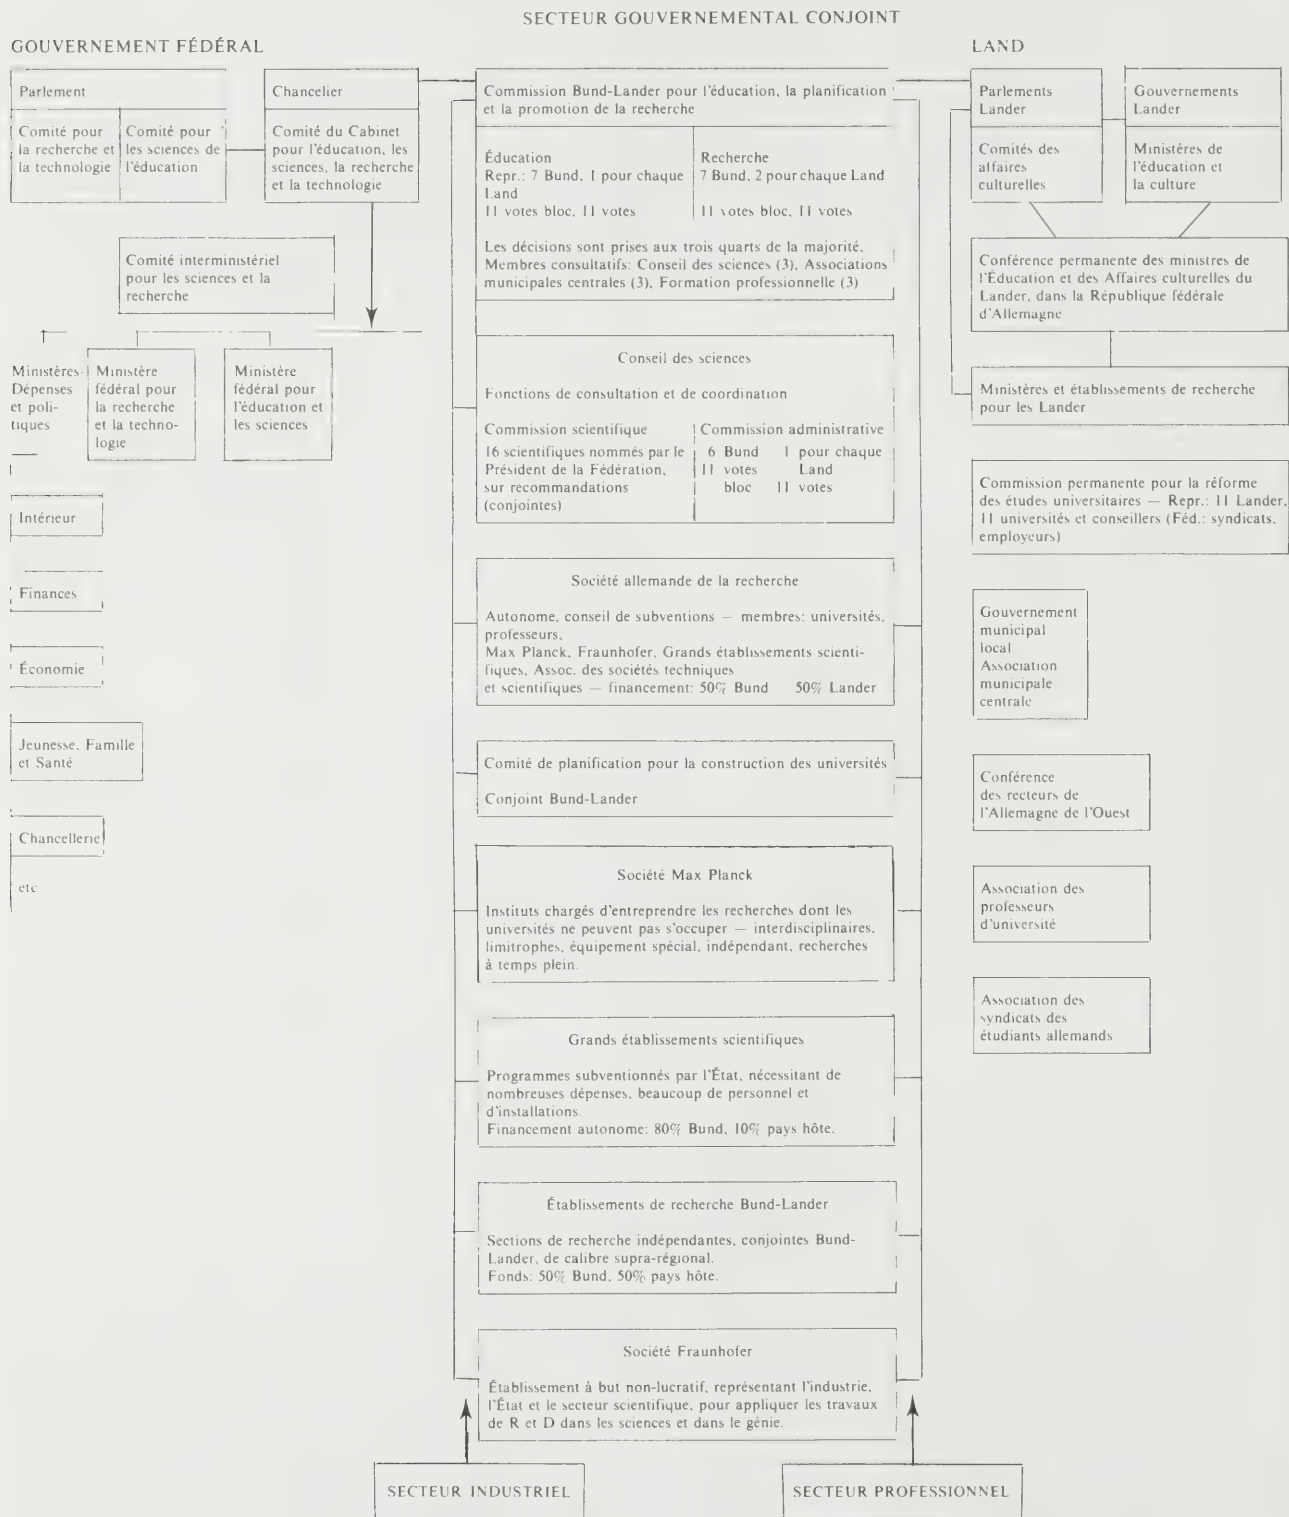 SECTEUR GOUVERNEMENTAL CONJOINT
GOUVERNEMENT FÉDÉRAL
LAND
Parlement
Comité pour
la recherche et
la technologie
Comité pour
les sciences de
l'éducation
Chancelier
Comité du Cabinet
pour l'éducation, les
sciences, la recherche
et la technologie
Comité interministériel
pour les sciences et la
recherche
Ministères-
Dépenses
et poli-
tiques
Ministère
fédéral pour
la recherche
et la techno-
logie
Ministère
fédéral pour
l'éducation et
les sciences
Intérieur
Finances
Économie
Jeunesse, Famille
et Santé
Chancellerie
etc
Commission Bund-Lander pour l'éducation, la planification
et la promotion de la recherche
Éducation
Repr.: 7 Bund, 1 pour chaque
Land
11 votes bloc, 11 votes
Recherche
7 Bund, 2 pour chaque Land
11 votes bloc, 11 votes
Les décisions sont prises aux trois quarts de la majorité.
Membres consultatifs: Conseil des sciences (3), Associations
municipales centrales (3), Formation professionnelle (3)
Conseil des sciences
Fonctions de consultation et de coordination
Commission scientifique
16 scientifiques nommés par le
Président de la Fédération,
sur recommandations
(conjointes)
Commission administrative
6 Bund 1 pour chaque
11 votes Land
bloc 11 votes
Société allemande de la recherche
Autonome, conseil de subventions — membres: universités,
professeurs,
Max Planck, Fraunhofer, Grands établissements scienti-
fiques, Assoc. des sociétés techniques
et scientifiques — financement: 50% Bund 50% Lander
Comité de planification pour la construction des universités
Conjoint Bund-Lander
Société Max Planck
Instituts chargés d'entreprendre les recherches dont les
universités ne peuvent pas s'occuper — interdisciplinaires,
limitrophes, équipement spécial, indépendant, recherches
à temps plein.
Grands établissements scientifiques
Programmes subventionnés par l'État, nécessitant de
nombreuses dépenses, beaucoup de personnel et
d'installations.
Financement autonome: 80% Bund, 10% pays hôte.
Établissements de recherche Bund-Lander
Sections de recherche indépendantes, conjointes Bund-
Lander, de calibre supra-régional.
Fonds: 50% Bund, 50% pays hôte.
Société Fraunhofer
Établissement à but non-lucratif, représentant l'industrie,
l'État et le secteur scientifique, pour appliquer les travaux
de R et D dans les sciences et dans le génie.
SECTEUR INDUSTRIEL
SECTEUR PROFESSIONNEL
Parlements
Lander
Comités des
affaires
culturelles
Gouvernements
Lander
Ministères de
l'éducation et
la culture
Conférence permanente des ministres de
l'Éducation et des Affaires culturelles du
Lander, dans la République fédérale
d'Allemagne
Ministères et établissements de recherche
pour les Lander
Commission permanente pour la réforme
des études universitaires — Repr.: 11 Lander,
11 universités et conseillers (Féd.: syndicats,
employeurs)
Gouvernement
municipal
local
Association
municipale
centrale
Conférence
des recteurs de
l'Allemagne de l'Ouest
Association des
professeurs
d'université
Association des
syndicats des
étudiants allemands